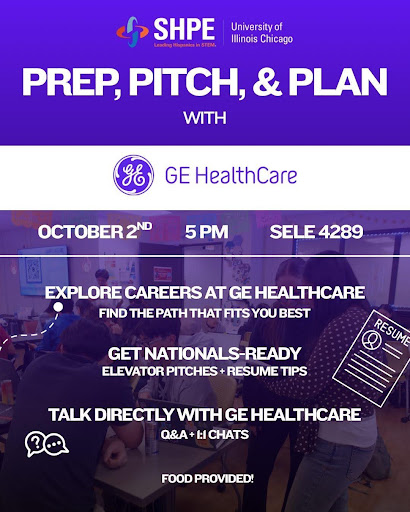 SHPE
Leading Hispanics in STEM.
University of
Illinois Chicago
PREP, PITCH, & PLAN
WITH
GE
GE HealthCare
OCTOBER 2ND 5 PM SELE 4289
EXPLORE CAREERS AT GE HEALTHCARE
FIND THE PATH THAT FITS YOU BEST
GET NATIONALS-READY
ELEVATOR PITCHES + RESUME TIPS
RESUME
TALK DIRECTLY WITH GE HEALTHCARE
Q&A + 1:1 CHATS
?
FOOD PROVIDED!